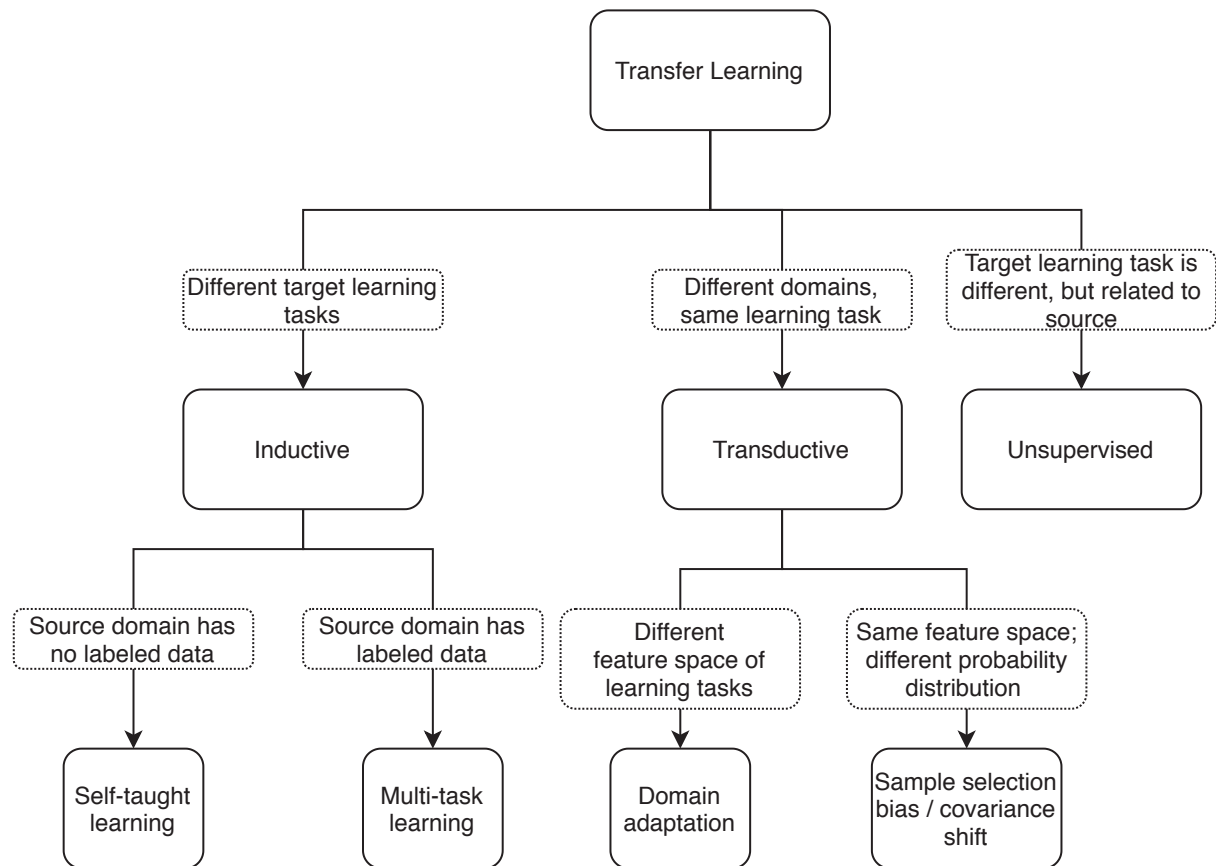 Transfer Learning
Different target learning
tasks
Different domains,
same learning task
Target learning task is
different, but related to
source
Inductive
Transductive
Unsupervised
Source domain has
no labeled data
Source domain has
labeled data
Different
feature space of
learning tasks
Same feature space;
different probability
distribution
Self-taught
learning
Multi-task
learning
Domain
adaptation
Sample selection
bias / covariance
shift